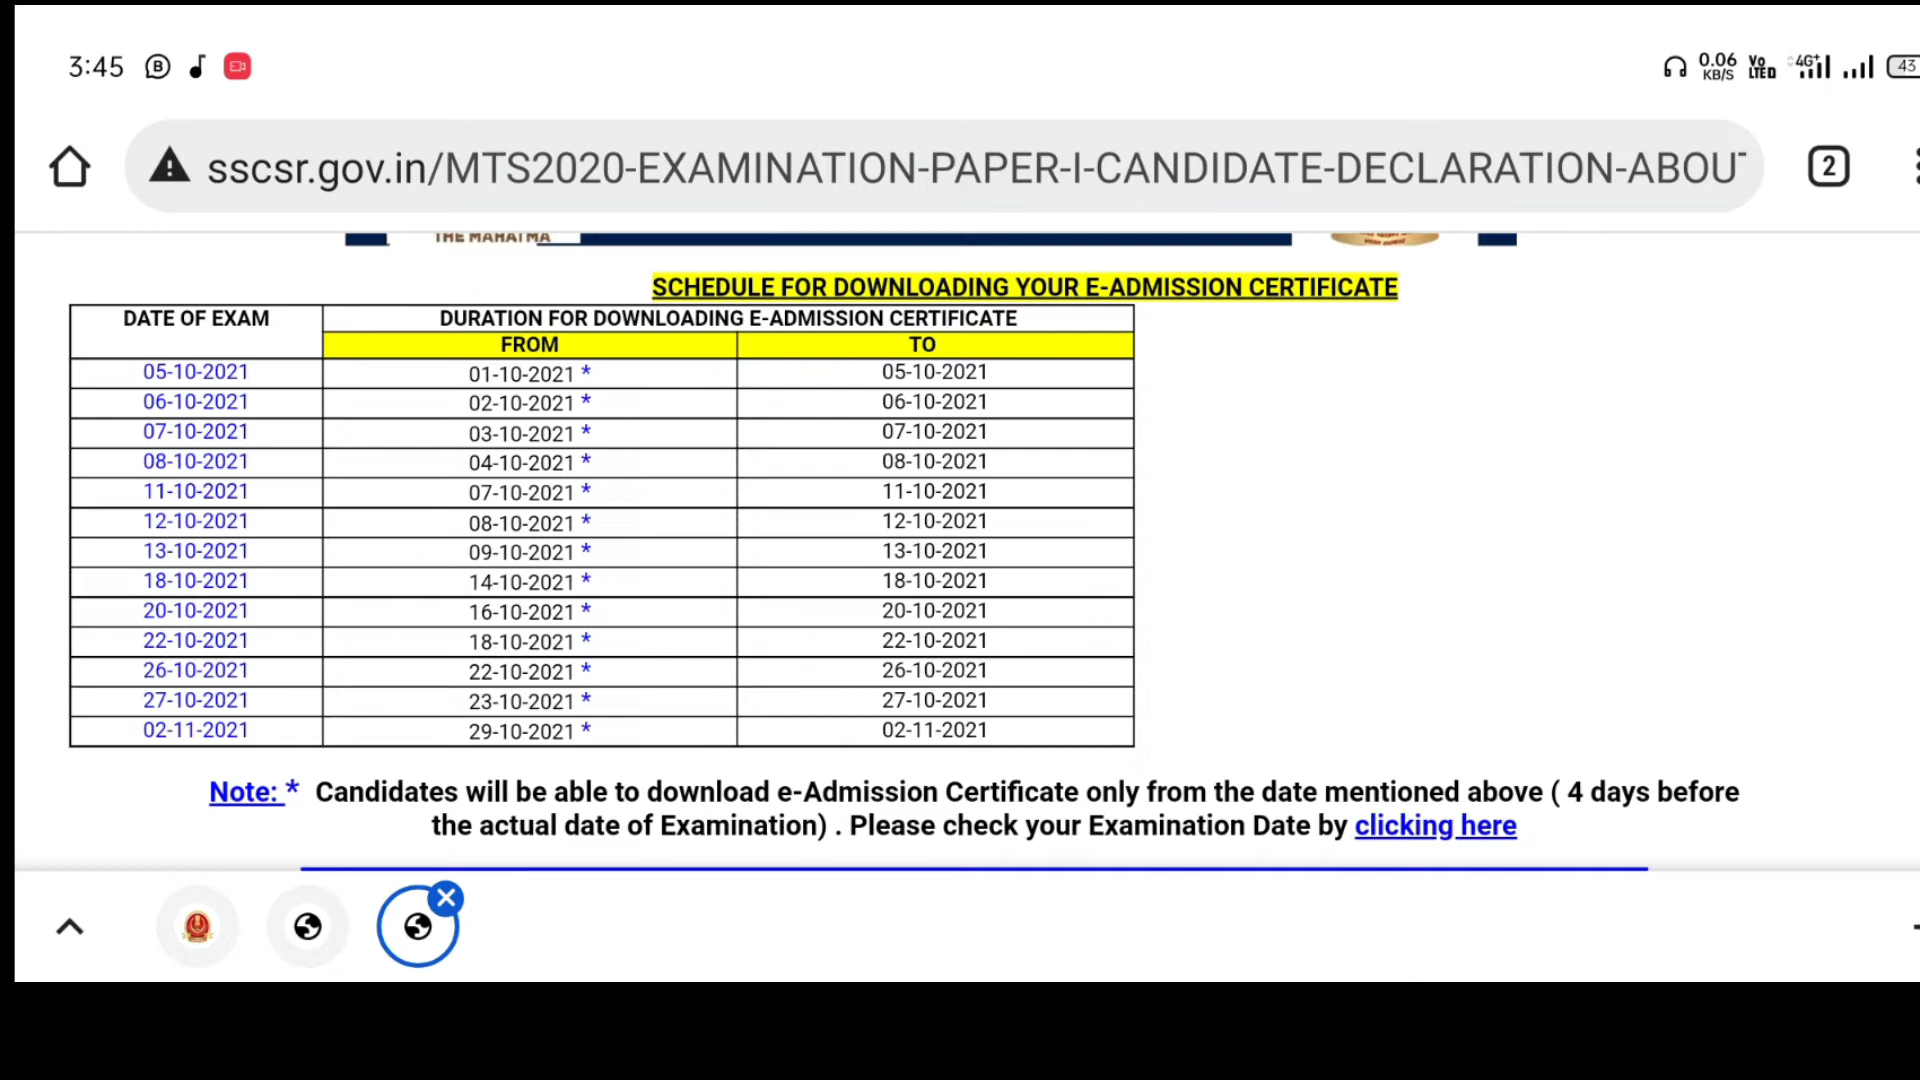 3:45
0.06 KB/S Vo LTED 4G+ 43
sscsr.gov.in/MTS2020-EXAMINATION-PAPER-I-CANDIDATE-DECLARATION-ABOU
2
THE MAHATMA
SCHEDULE FOR DOWNLOADING YOUR E-ADMISSION CERTIFICATE
DATE OF EXAM DURATION FOR DOWNLOADING E-ADMISSION CERTIFICATE
FROM TO
05-10-2021 01-10-2021 * 05-10-2021
06-10-2021 02-10-2021 * 06-10-2021
07-10-2021 03-10-2021 * 07-10-2021
08-10-2021 04-10-2021 * 08-10-2021
11-10-2021 07-10-2021 * 11-10-2021
12-10-2021 08-10-2021 * 12-10-2021
13-10-2021 09-10-2021 * 13-10-2021
18-10-2021 14-10-2021 * 18-10-2021
20-10-2021 16-10-2021 * 20-10-2021
22-10-2021 18-10-2021 * 22-10-2021
26-10-2021 22-10-2021 * 26-10-2021
27-10-2021 23-10-2021 * 27-10-2021
02-11-2021 29-10-2021 * 02-11-2021
Note: * Candidates will be able to download e-Admission Certificate only from the date mentioned above ( 4 days before
the actual date of Examination) . Please check your Examination Date by clicking here